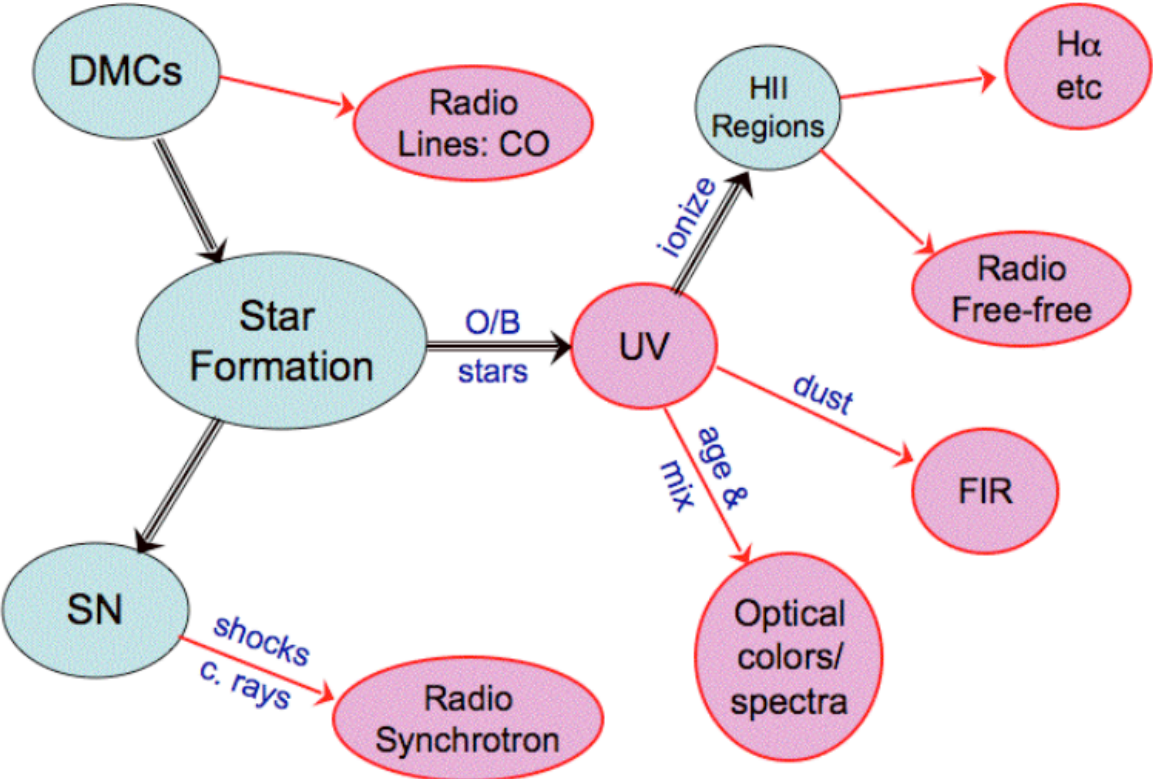 DMCs
Radio
Lines: CO
HII
Regions
Hα
etc
ionize
Radio
Free-free
Star
Formation
O/B
stars
UV
dust
FIR
age &
mix
SN
shocks
c. rays
Radio
Synchrotron
Optical
colors/
spectra